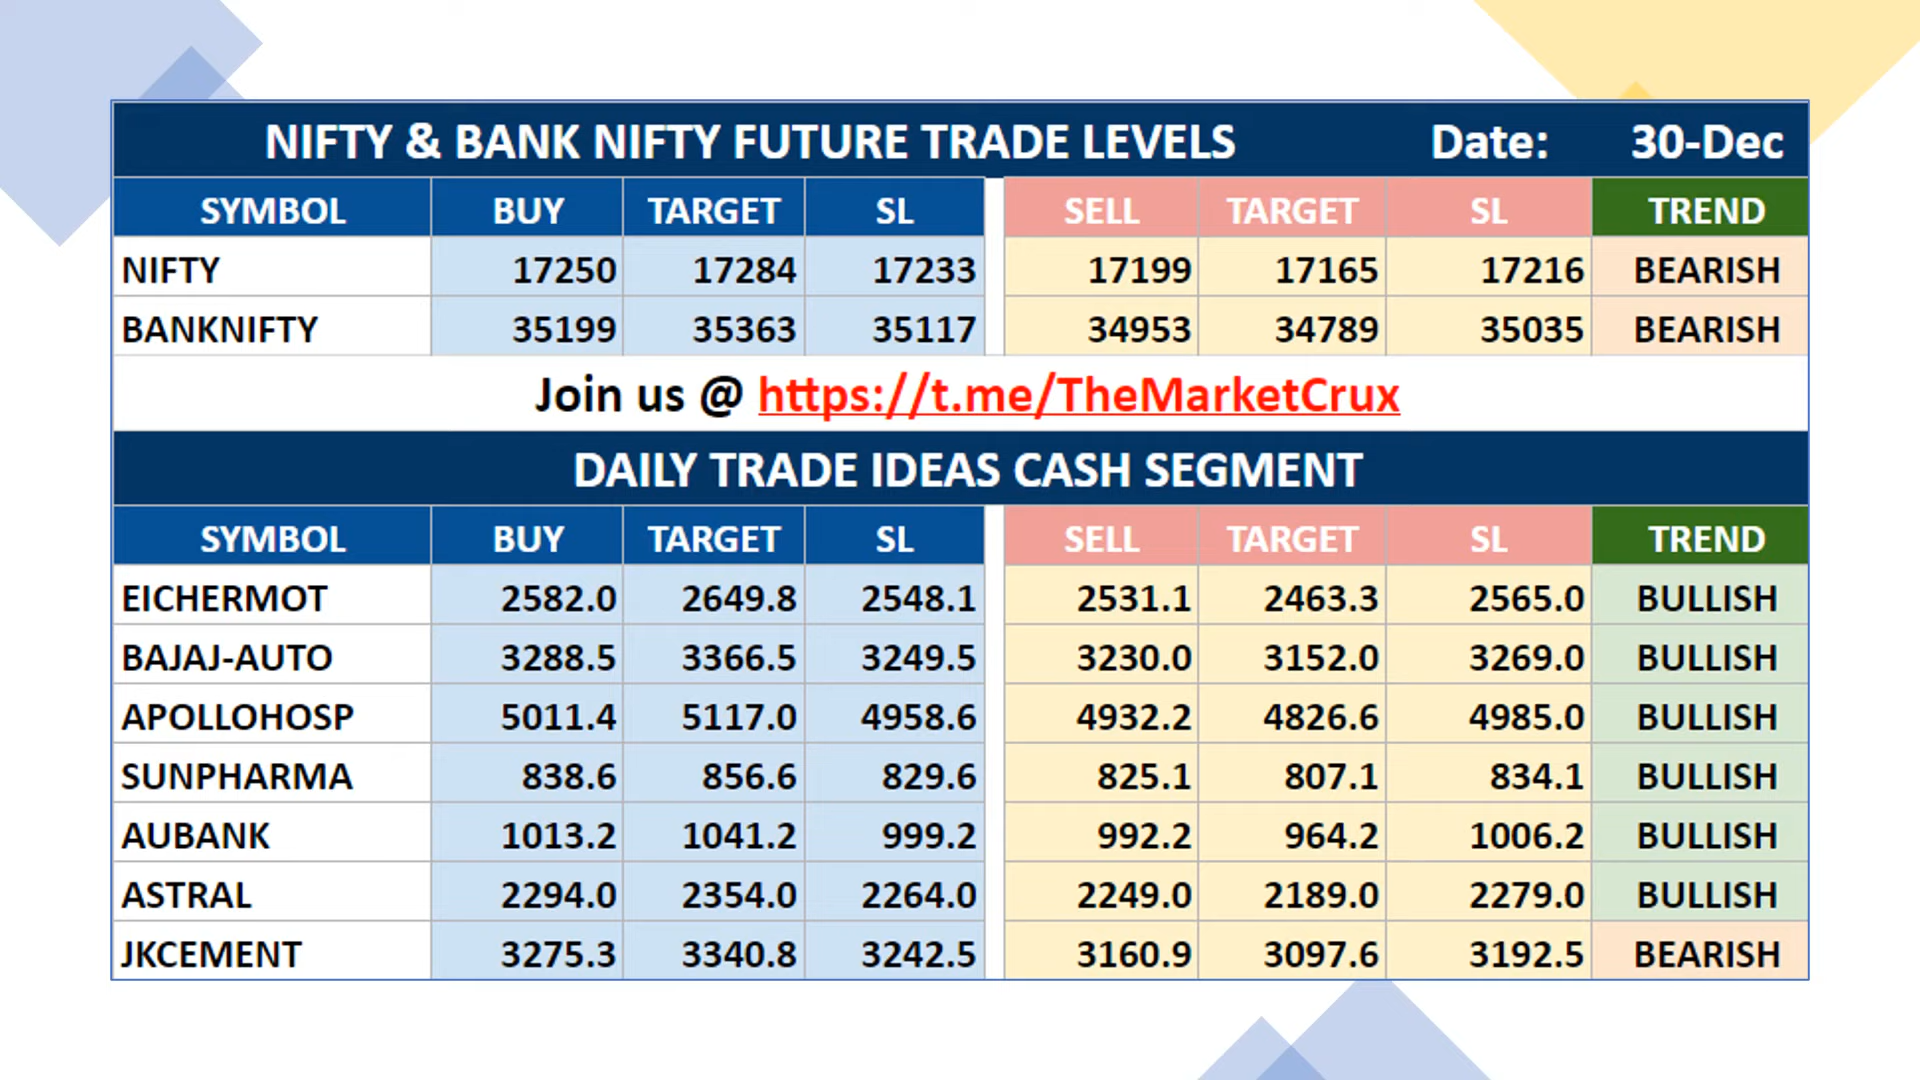 NIFTY & BANK NIFTY FUTURE TRADE LEVELS Date: 30-Dec
SYMBOL BUY TARGET SL SELL TARGET SL TREND
NIFTY 17250 17284 17233 17199 17165 17216 BEARISH
BANKNIFTY 35199 35363 35117 34953 34789 35035 BEARISH
Join us @ https://t.me/TheMarketCrux
DAILY TRADE IDEAS CASH SEGMENT
SYMBOL BUY TARGET SL SELL TARGET SL TREND
EICHERMOT 2582.0 2649.8 2548.1 2531.1 2463.3 2565.0 BULLISH
BAJAJ-AUTO 3288.5 3366.5 3249.5 3230.0 3152.0 3269.0 BULLISH
APOLLOHOSP 5011.4 5117.0 4958.6 4932.2 4826.6 4985.0 BULLISH
SUNPHARMA 838.6 856.6 829.6 825.1 807.1 834.1 BULLISH
AUBANK 1013.2 1041.2 999.2 992.2 964.2 1006.2 BULLISH
ASTRAL 2294.0 2354.0 2264.0 2249.0 2189.0 2279.0 BULLISH
JKCEMENT 3275.3 3340.8 3242.5 3160.9 3097.6 3192.5 BEARISH